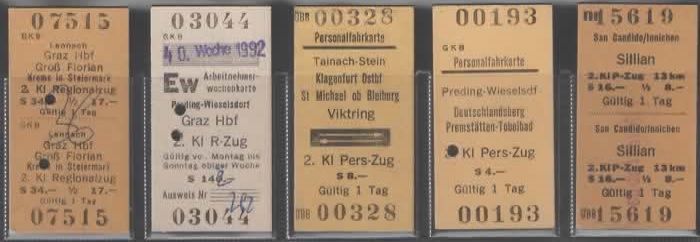 07515
GKB
Lannach
Graz Hbf
Groß Florian
Krems in Steiermark
2. Kl Regionalzug
S 34.— ½ 17.—
Gültig 1 Tag
GKB
Lannach
Graz Hbf
Groß Florian
Krems in Steiermark
2. Kl Regionalzug
S 34.— ½ 17.—
Gültig 1 Tag
07515
03044
GKB
40. Woche 1992
Ew Arbeitnehmer-
wochenkarte
Preding-Wieselsdorf
Graz Hbf
2. Kl R-Zug
Gültig vo. Montag bis
Sonntag obiger Woche
S 148
Ausweis Nr
03044
ÖBB 00328
Personalfahrkarte
Tainach-Stein
Klagenfurt Ostbf
St Michael ob Bleiburg
Viktring
2. Kl Pers-Zug
S 8.—
Gültig 1 Tag
ÖBB 00328
00193
GKB
Personalfahrkarte
Preding-Wieselsdf
Deutschlandsberg
Premstätten-Tobelbad
2. Kl Pers-Zug
S 4.—
Gültig 1 Tag
00193
15619
San Candido/Innichen
Sillian
2. Kl P-Zug 13 km
S 16.— ½ 8.—
Gültig 1 Tag
San Candido/Innichen
Sillian
2. Kl P-Zug 13 km
S 16.— ½ 8.—
Gültig 1 Tag
ÖBB 15619